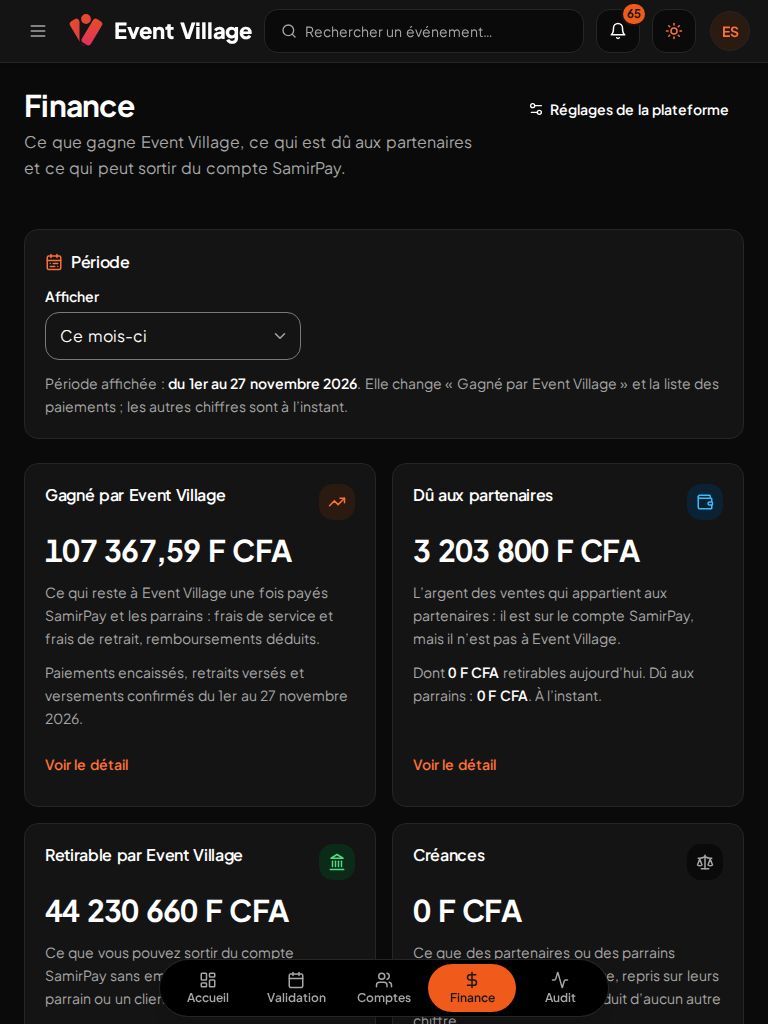 Event Village
Rechercher un événement…
65
ES
Finance
Réglages de la plateforme
Ce que gagne Event Village, ce qui est dû aux partenaires
et ce qui peut sortir du compte SamirPay.
Période
Afficher
Ce mois-ci
Période affichée : du 1er au 27 novembre 2026. Elle change « Gagné par Event Village » et la liste des
paiements ; les autres chiffres sont à l’instant.
Gagné par Event Village
107 367,59 F CFA
Ce qui reste à Event Village une fois payés
SamirPay et les parrains : frais de service et
frais de retrait, remboursements déduits.
Paiements encaissés, retraits versés et
versements confirmés du 1er au 27 novembre
2026.
Voir le détail
Dû aux partenaires
3 203 800 F CFA
L’argent des ventes qui appartient aux
partenaires : il est sur le compte SamirPay,
mais il n’est pas à Event Village.
Dont 0 F CFA retirables aujourd’hui. Dû aux
parrains : 0 F CFA. À l’instant.
Voir le détail
Retirable par Event Village
44 230 660 F CFA
Ce que vous pouvez sortir du compte
SamirPay sans em
parrain ou un clien
Créances
0 F CFA
Ce que des partenaires ou des parrains
e, repris sur leurs
duit d’aucun autre
chiffre.
Accueil
Validation
Comptes
Finance
Audit